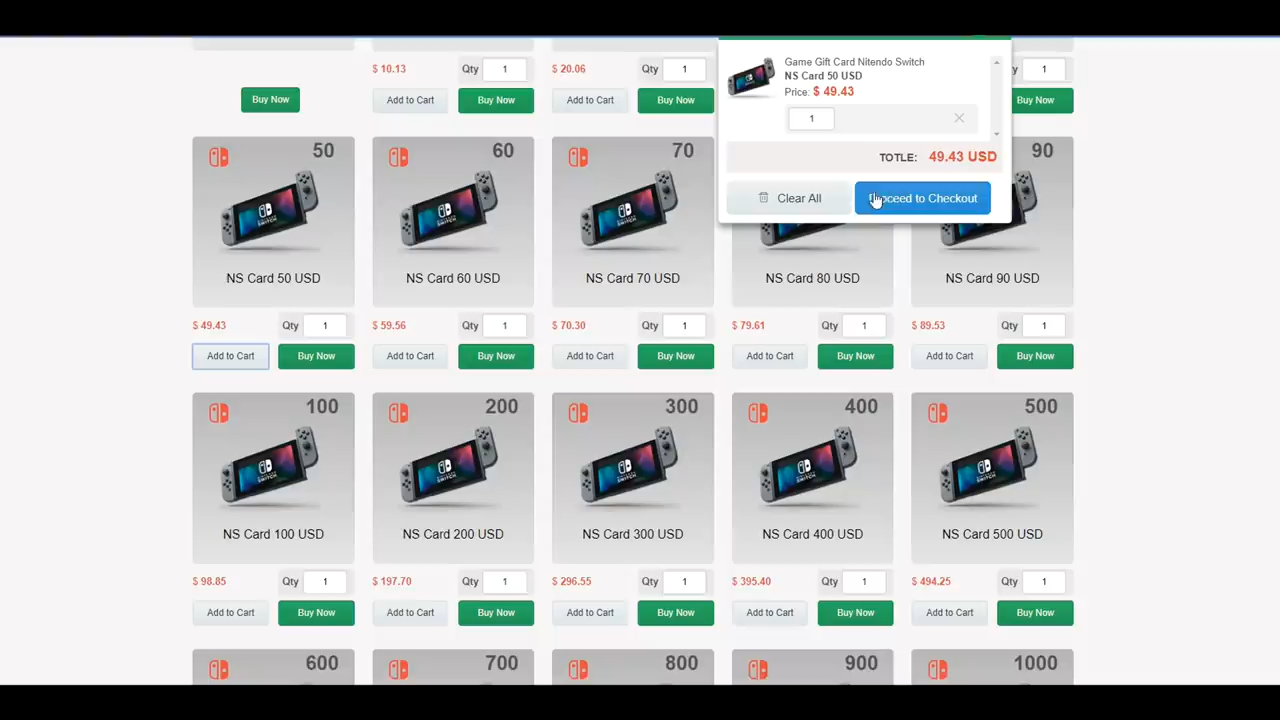 $ 10.13 Qty 1 $ 20.06 Qty 1 y 1
Buy Now Add to Cart Buy Now Add to Cart Buy Now Buy Now
Game Gift Card Nitendo Switch
NS Card 50 USD
Price: $ 49.43
1
TOTLE: 49.43 USD
Clear All oceed to Checkout
50 60 70 90
SWITCH SWITCH SWITCH
NS Card 50 USD NS Card 60 USD NS Card 70 USD NS Card 80 USD NS Card 90 USD
$ 49.43 Qty 1 $ 59.56 Qty 1 $ 70.30 Qty 1 $ 79.61 Qty 1 $ 89.53 Qty 1
Add to Cart Buy Now Add to Cart Buy Now Add to Cart Buy Now Add to Cart Buy Now Add to Cart Buy Now
100 200 300 400 500
SWITCH SWITCH SWITCH SWITCH SWITCH
NS Card 100 USD NS Card 200 USD NS Card 300 USD NS Card 400 USD NS Card 500 USD
$ 98.85 Qty 1 $ 197.70 Qty 1 $ 296.55 Qty 1 $ 395.40 Qty 1 $ 494.25 Qty 1
Add to Cart Buy Now Add to Cart Buy Now Add to Cart Buy Now Add to Cart Buy Now Add to Cart Buy Now
600 700 800 900 1000